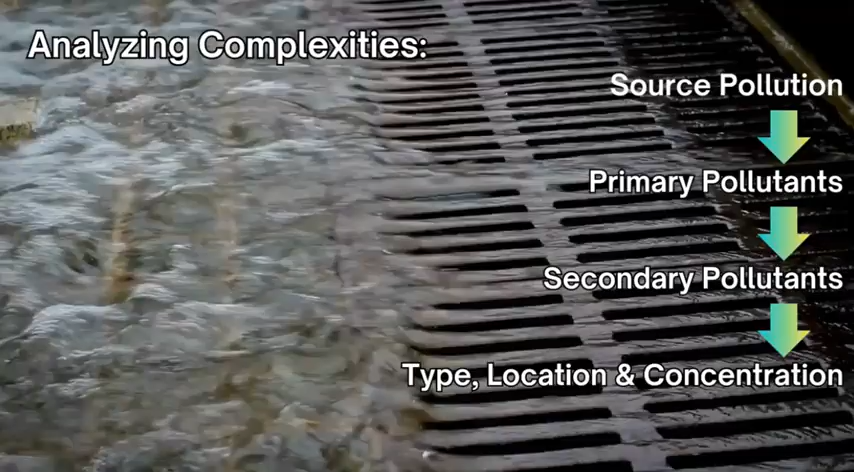 Analyzing Complexities:
Source Pollution
Primary Pollutants
Secondary Pollutants
Type, Location & Concentration